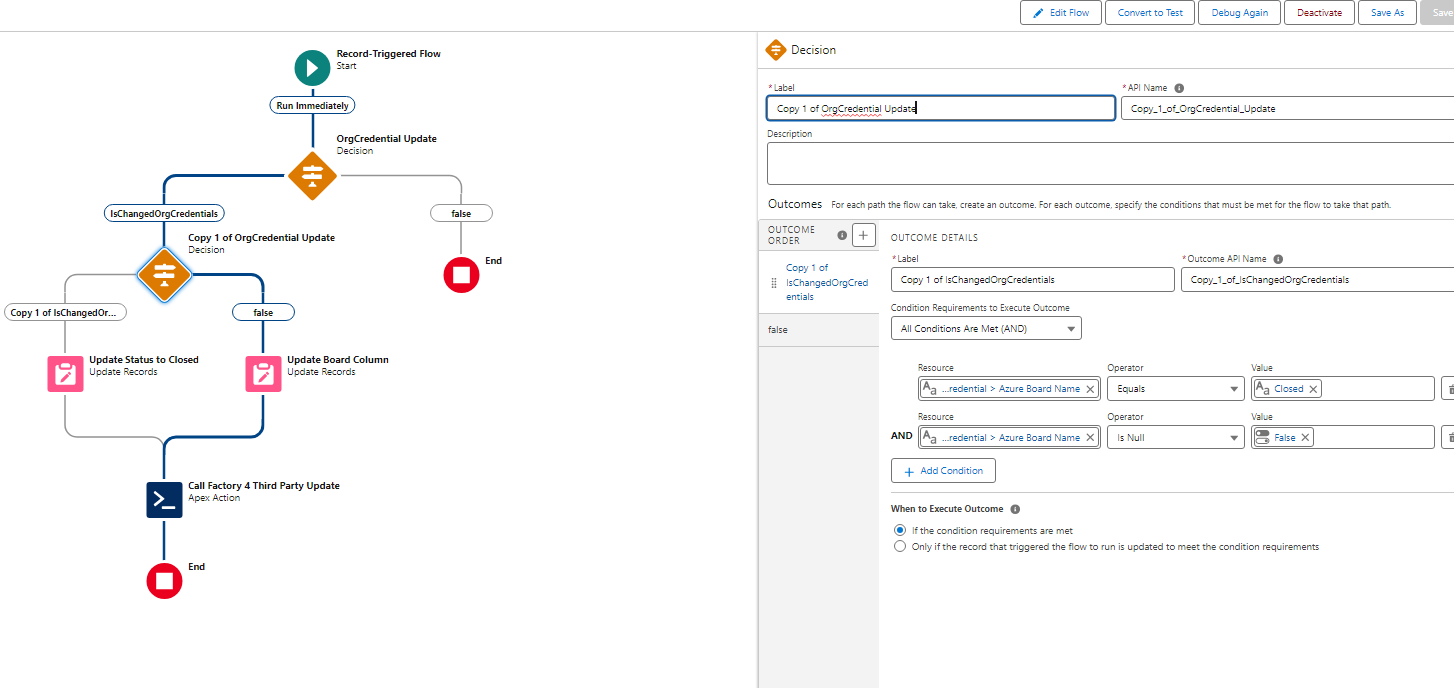 Edit Flow
Convert to Test
Debug Again
Deactivate
Save As
Save
Record-Triggered Flow
Start
Run Immediately
OrgCredential Update
Decision
IsChangedOrgCredentials
false
Copy 1 of OrgCredential Update
Decision
End
Copy 1 of IsChangedOr...
false
Update Status to Closed
Update Records
Update Board Column
Update Records
Call Factory 4 Third Party Update
Apex Action
End
Decision
* Label
* API Name
Copy 1 of OrgCredential Update
Copy_1_of_OrgCredential_Update
Description
Outcomes For each path the flow can take, create an outcome. For each outcome, specify the conditions that must be met for the flow to take that path.
OUTCOME
ORDER
Copy 1 of
IsChangedOrgCred
entials
false
OUTCOME DETAILS
* Label
* Outcome API Name
Copy 1 of IsChangedOrgCredentials
Copy_1_of_IsChangedOrgCredentials
Condition Requirements to Execute Outcome
All Conditions Are Met (AND)
Resource
Operator
Value
Aa ...redential > Azure Board Name
Equals
Aa Closed
Resource
Operator
Value
AND
Aa ...redential > Azure Board Name
Is Null
False
+ Add Condition
When to Execute Outcome
If the condition requirements are met
Only if the record that triggered the flow to run is updated to meet the condition requirements